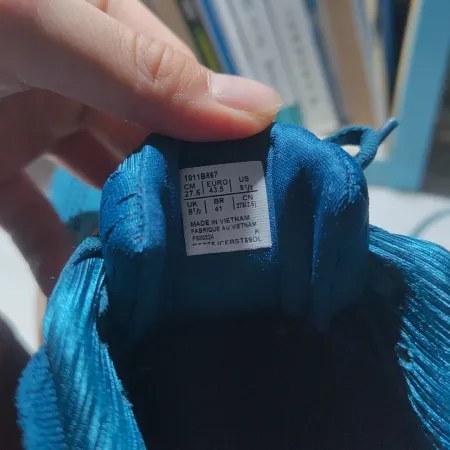 1011B867
CM EURO US
27.5 43.5 9½
UK BR CN
8½ 41 275(2.5)
MADE IN VIETNAM
FABRIQUE AU VIETNAM